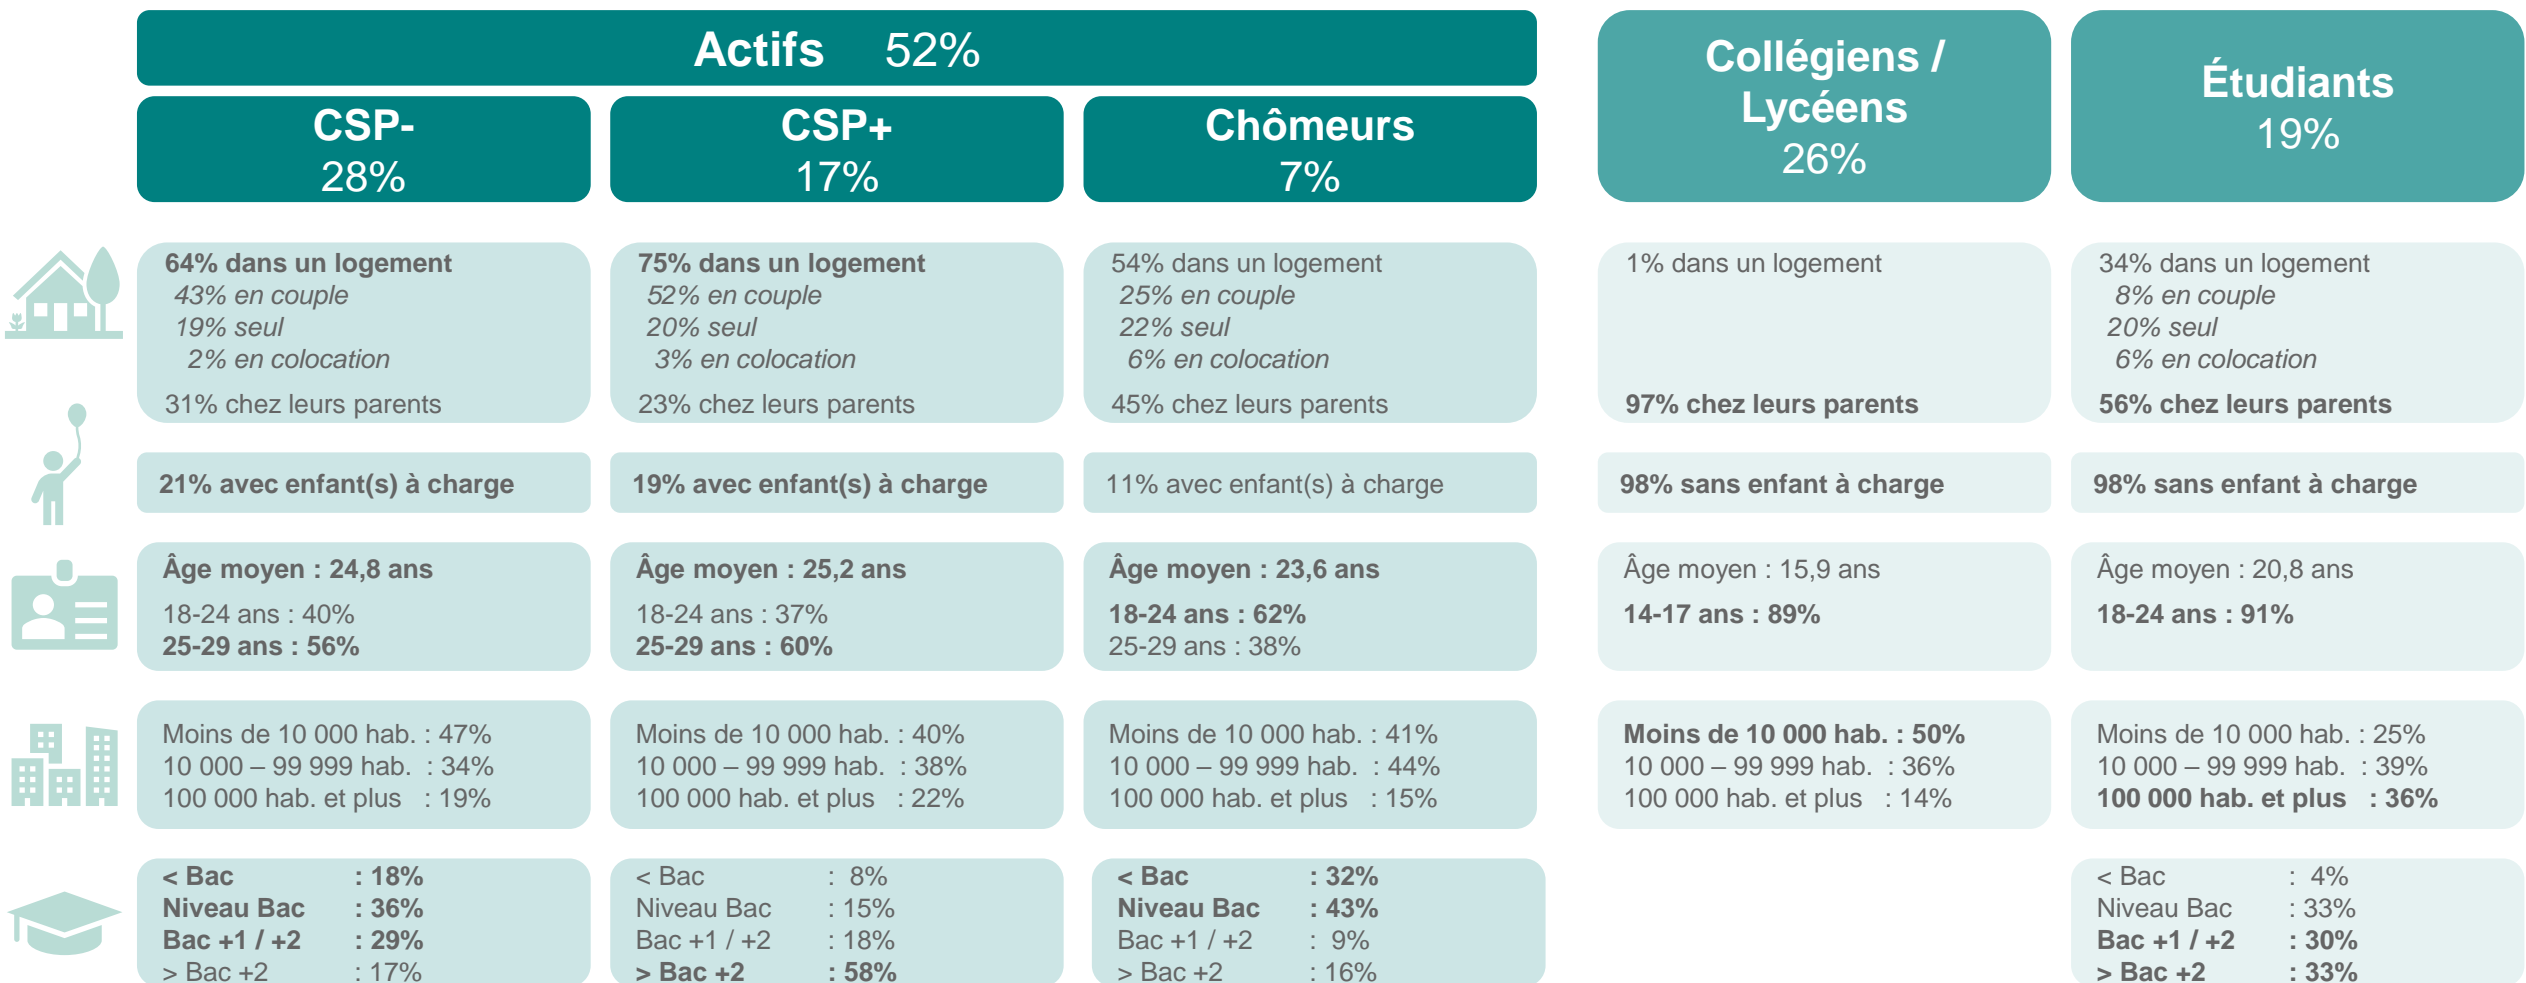 Actifs 52%
CSP-
28%
CSP+
17%
Chômeurs
7%
Collégiens /
Lycéens
26%
Étudiants
19%
64% dans un logement
43% en couple
19% seul
2% en colocation
31% chez leurs parents
75% dans un logement
52% en couple
20% seul
3% en colocation
23% chez leurs parents
54% dans un logement
25% en couple
22% seul
6% en colocation
45% chez leurs parents
1% dans un logement
97% chez leurs parents
34% dans un logement
8% en couple
20% seul
6% en colocation
56% chez leurs parents
21% avec enfant(s) à charge
19% avec enfant(s) à charge
11% avec enfant(s) à charge
98% sans enfant à charge
98% sans enfant à charge
Âge moyen : 24,8 ans
18-24 ans : 40%
25-29 ans : 56%
Âge moyen : 25,2 ans
18-24 ans : 37%
25-29 ans : 60%
Âge moyen : 23,6 ans
18-24 ans : 62%
25-29 ans : 38%
Âge moyen : 15,9 ans
14-17 ans : 89%
Âge moyen : 20,8 ans
18-24 ans : 91%
Moins de 10 000 hab. : 47%
10 000 – 99 999 hab. : 34%
100 000 hab. et plus : 19%
Moins de 10 000 hab. : 40%
10 000 – 99 999 hab. : 38%
100 000 hab. et plus : 22%
Moins de 10 000 hab. : 41%
10 000 – 99 999 hab. : 44%
100 000 hab. et plus : 15%
Moins de 10 000 hab. : 50%
10 000 – 99 999 hab. : 36%
100 000 hab. et plus : 14%
Moins de 10 000 hab. : 25%
10 000 – 99 999 hab. : 39%
100 000 hab. et plus : 36%
< Bac : 18%
Niveau Bac : 36%
Bac +1 / +2 : 29%
> Bac +2 : 17%
< Bac : 8%
Niveau Bac : 15%
Bac +1 / +2 : 18%
> Bac +2 : 58%
< Bac : 32%
Niveau Bac : 43%
Bac +1 / +2 : 9%
> Bac +2 : 16%
< Bac : 4%
Niveau Bac : 33%
Bac +1 / +2 : 30%
> Bac +2 : 33%